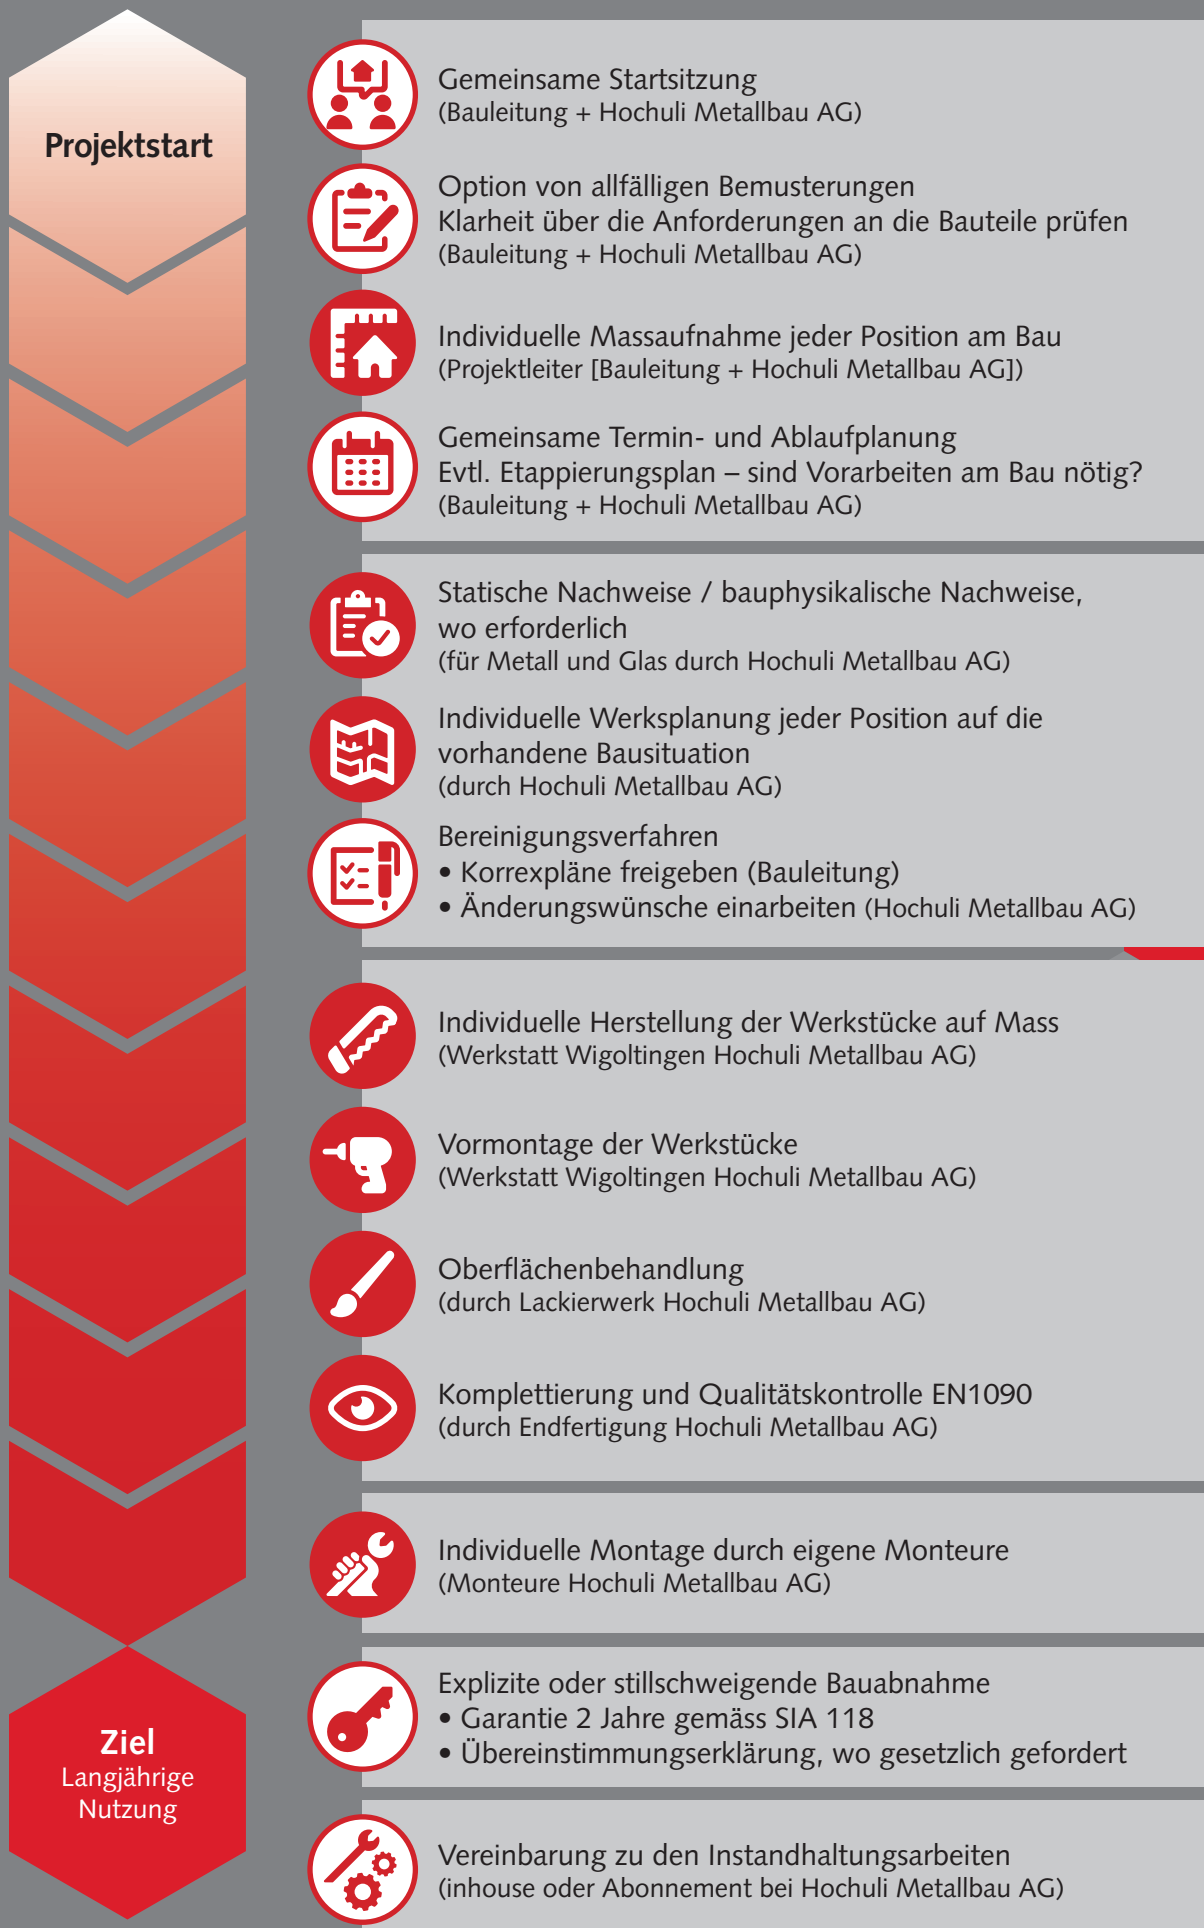 Projektstart
Gemeinsame Startsitzung
(Bauleitung + Hochuli Metallbau AG)
Option von allfälligen Bemusterungen
Klarheit über die Anforderungen an die Bauteile prüfen
(Bauleitung + Hochuli Metallbau AG)
Individuelle Massaufnahme jeder Position am Bau
(Projektleiter [Bauleitung + Hochuli Metallbau AG])
Gemeinsame Termin- und Ablaufplanung
Evtl. Etappierungsplan – sind Vorarbeiten am Bau nötig?
(Bauleitung + Hochuli Metallbau AG)
Statische Nachweise / bauphysikalische Nachweise,
wo erforderlich
(für Metall und Glas durch Hochuli Metallbau AG)
Individuelle Werksplanung jeder Position auf die
vorhandene Bausituation
(durch Hochuli Metallbau AG)
Bereinigungsverfahren
• Korrexpläne freigeben (Bauleitung)
• Änderungswünsche einarbeiten (Hochuli Metallbau AG)
Individuelle Herstellung der Werkstücke auf Mass
(Werkstatt Wigoltingen Hochuli Metallbau AG)
Vormontage der Werkstücke
(Werkstatt Wigoltingen Hochuli Metallbau AG)
Oberflächenbehandlung
(durch Lackierwerk Hochuli Metallbau AG)
Komplettierung und Qualitätskontrolle EN1090
(durch Endfertigung Hochuli Metallbau AG)
Individuelle Montage durch eigene Monteure
(Monteure Hochuli Metallbau AG)
Ziel
Langjährige
Nutzung
Explizite oder stillschweigende Bauabnahme
• Garantie 2 Jahre gemäss SIA 118
• Übereinstimmungserklärung, wo gesetzlich gefordert
Vereinbarung zu den Instandhaltungsarbeiten
(inhouse oder Abonnement bei Hochuli Metallbau AG)